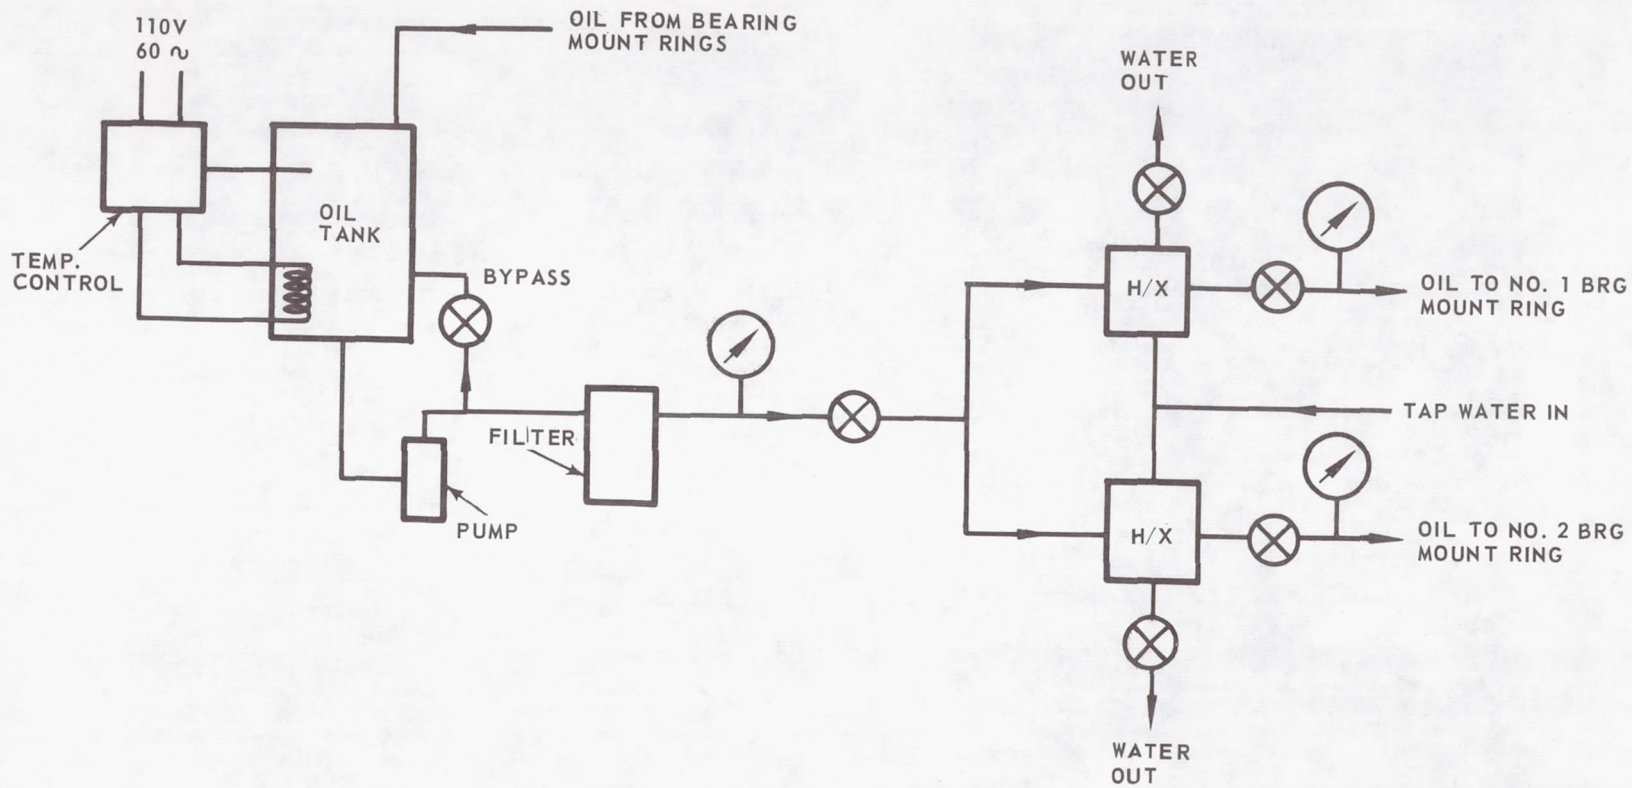 110V
60 ~
OIL FROM BEARING
MOUNT RINGS
WATER
OUT
OIL
TANK
TEMP.
CONTROL
BYPASS
H/X
OIL TO NO. 1 BRG
MOUNT RING
TAP WATER IN
FILTER
PUMP
H/X
OIL TO NO. 2 BRG
MOUNT RING
WATER
OUT